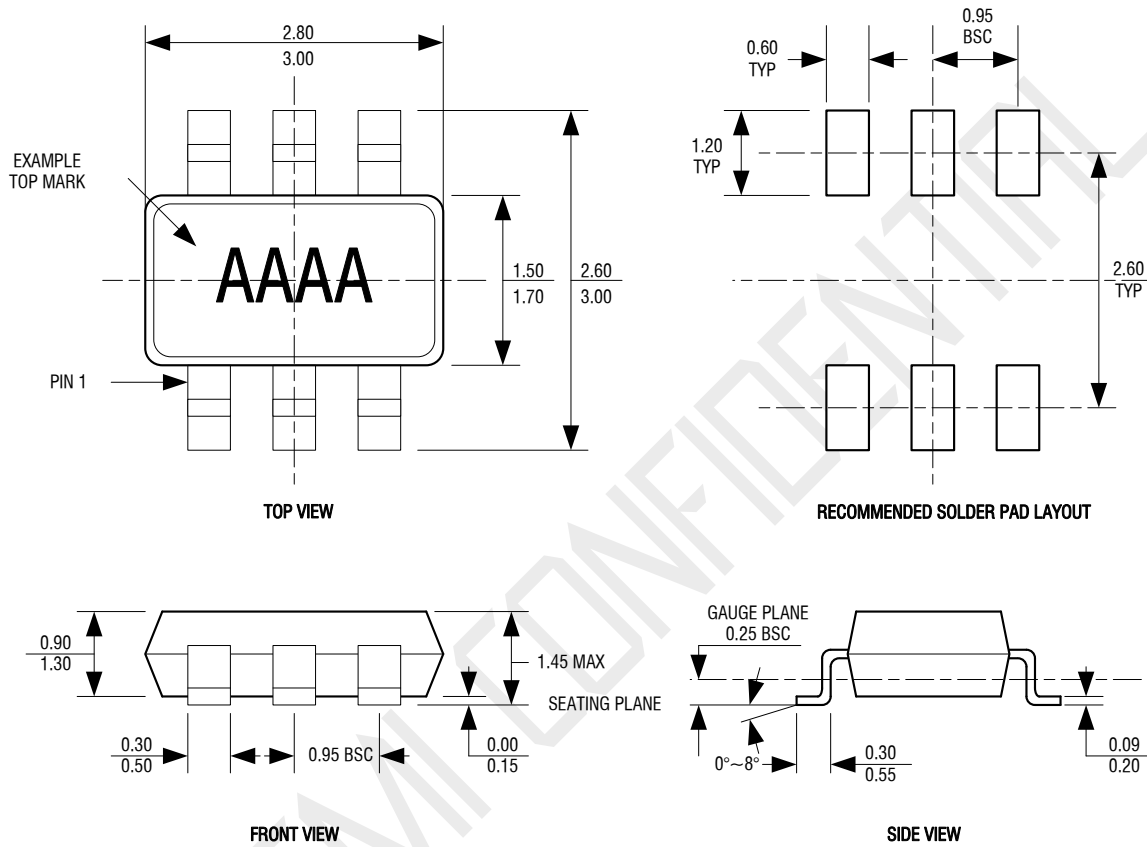 2.80
3.00
EXAMPLE
TOP MARK
AAAA
1.50
1.70
2.60
3.00
PIN 1
TOP VIEW
0.60
TYP
0.95
BSC
1.20
TYP
2.60
TYP
RECOMMENDED SOLDER PAD LAYOUT
0.90
1.30
1.45 MAX
SEATING PLANE
0.30
0.50
0.95 BSC
0.00
0.15
FRONT VIEW
GAUGE PLANE
0.25 BSC
0°~8°
0.30
0.55
0.09
0.20
SIDE VIEW
CONFIDENTIAL